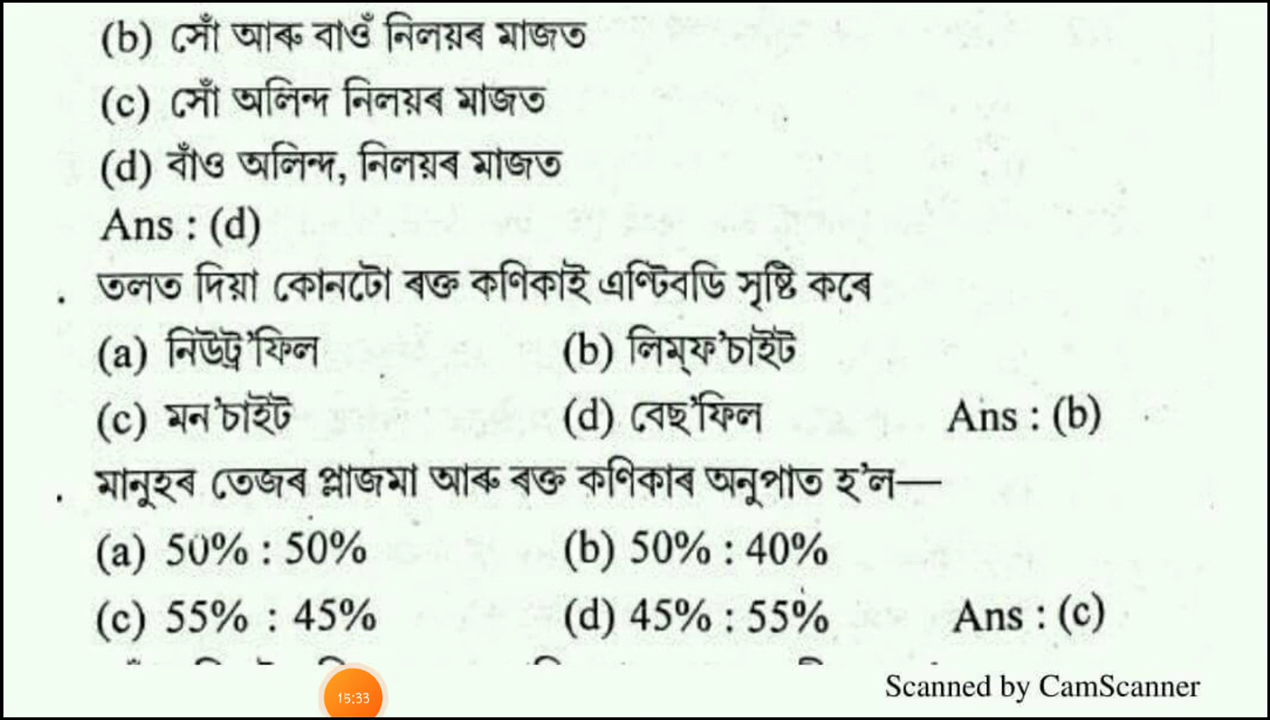 (b) সোঁ আৰু বাওঁ নিলয়ৰ মাজত
(c) সোঁ অলিন্দ নিলয়ৰ মাজত
(d) বাঁও অলিন্দ, নিলয়ৰ মাজত
Ans : (d)
. তলত দিয়া কোনটো ৰক্ত কণিকাই এণ্টিবডি সৃষ্টি কৰে
(a) নিউট্ৰ'ফিল (b) লিম্ফ'চাইট
(c) মন'চাইট (d) বেছ'ফিল Ans : (b)
. মানুহৰ তেজৰ প্লাজমা আৰু ৰক্ত কণিকাৰ অনুপাত হ'ল—
(a) 50% : 50% (b) 50% : 40%
(c) 55% : 45% (d) 45% : 55% Ans : (c)
15:33
Scanned by CamScanner